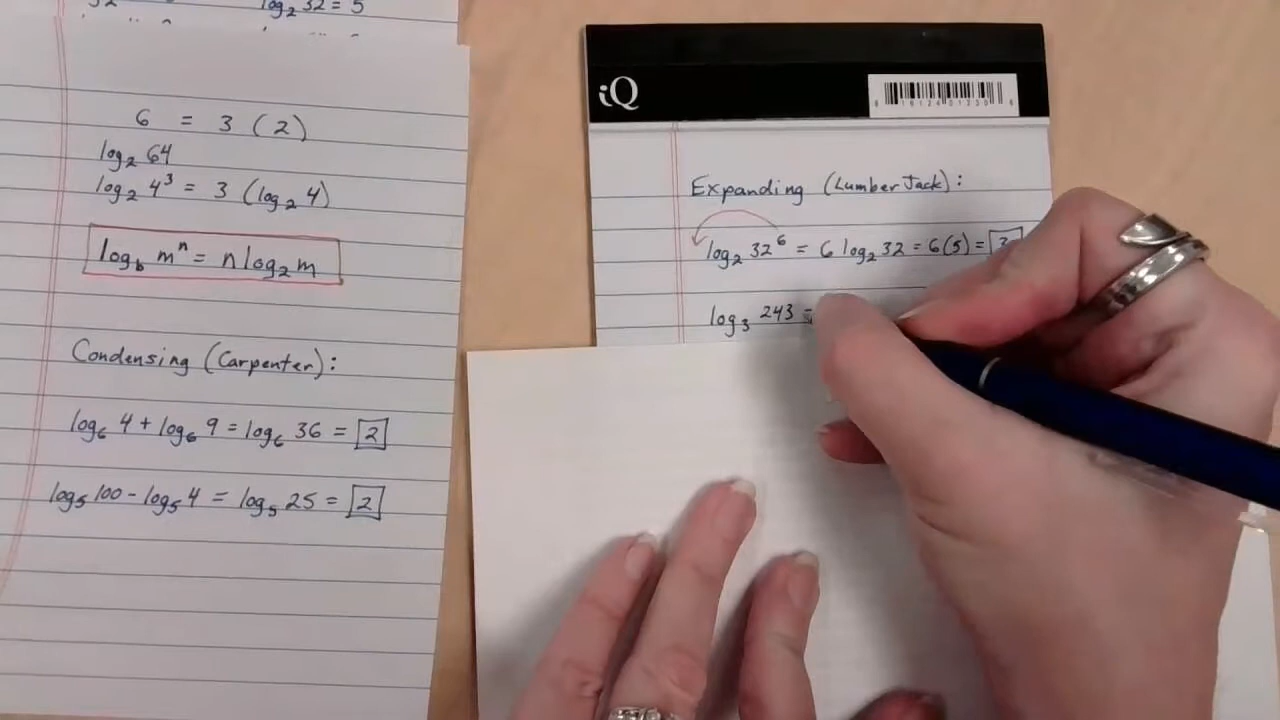 log₂ 32 = 5
6 = 3 (2)
log₂ 64
log₂ 4³ = 3 (log₂ 4)
log_b mⁿ = n log₂ m
Condensing (Carpenter):
log₆ 4 + log₆ 9 = log₆ 36 = 2
log₅ 100 - log₅ 4 = log₅ 25 = 2
iQ
Expanding (LumberJack):
log₂ 32⁶ = 6 log₂ 32 = 6(5) =
log₃ 243 =